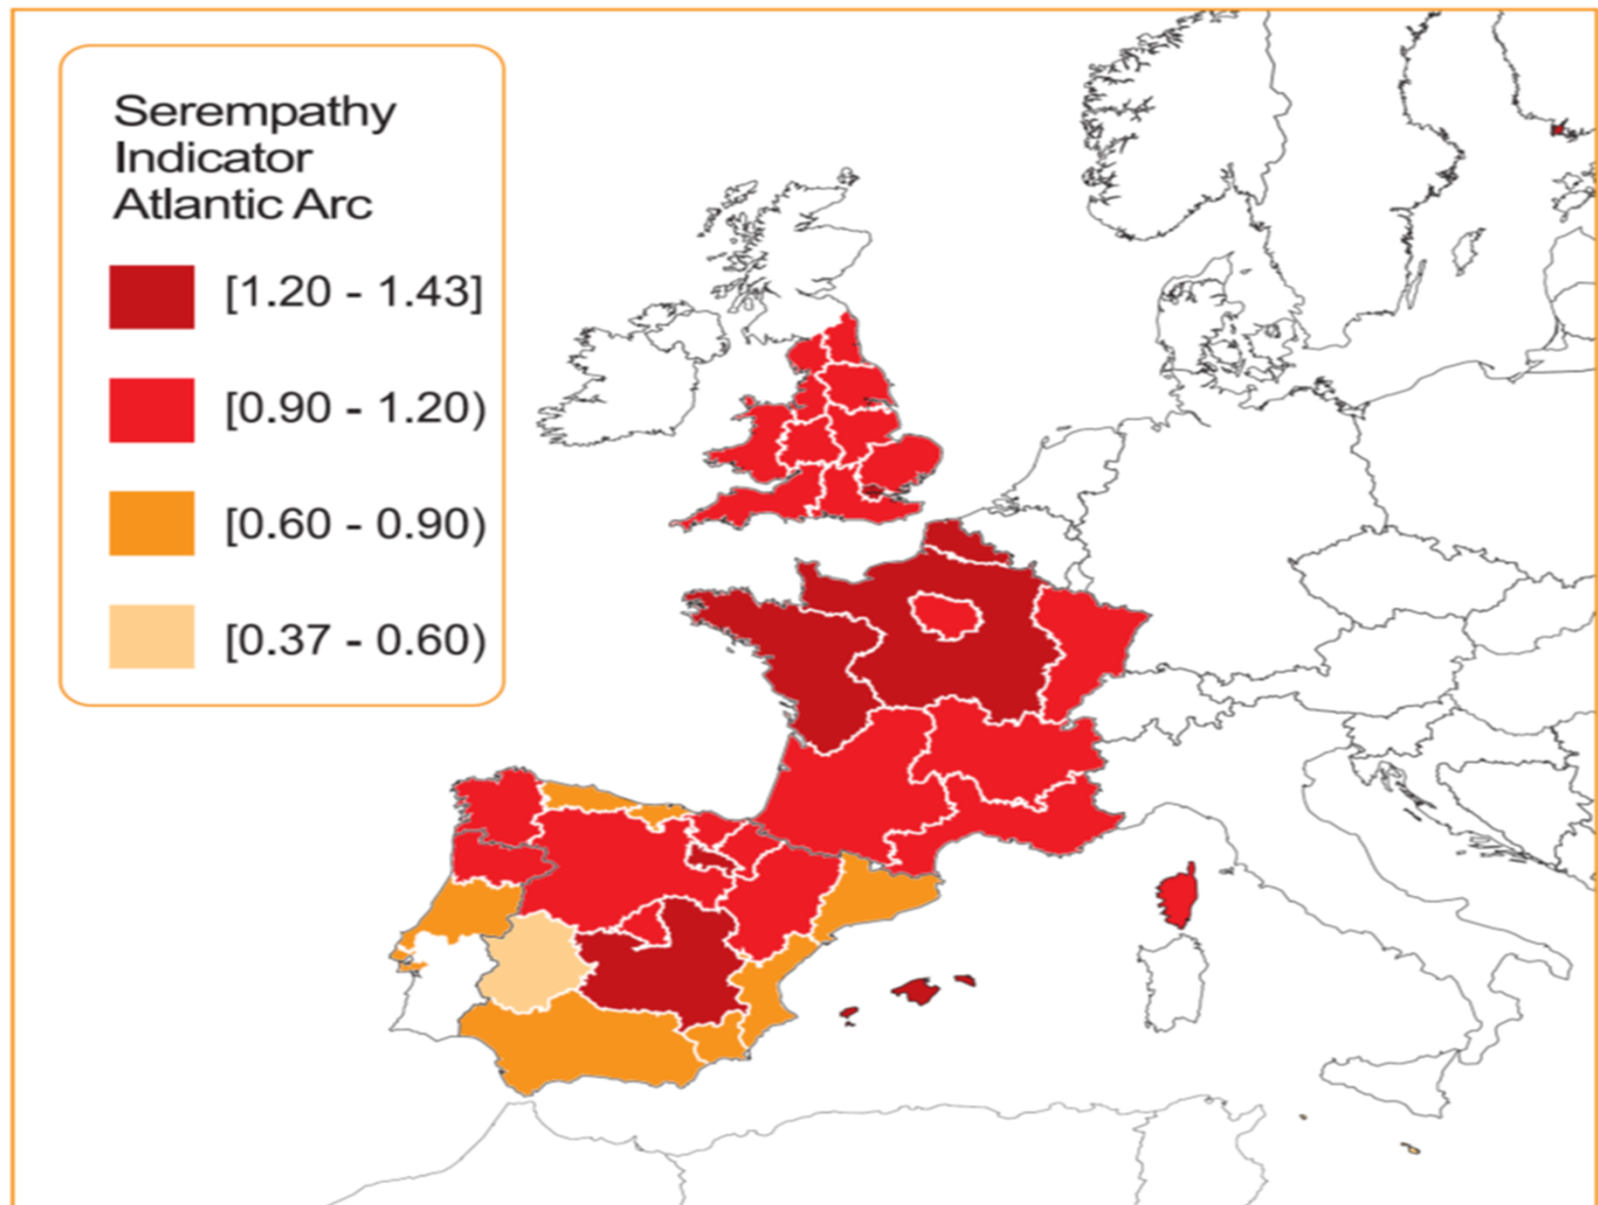 Serempathy
Indicator
Atlantic Arc
[1.20 - 1.43]
[0.90 - 1.20)
[0.60 - 0.90)
[0.37 - 0.60)